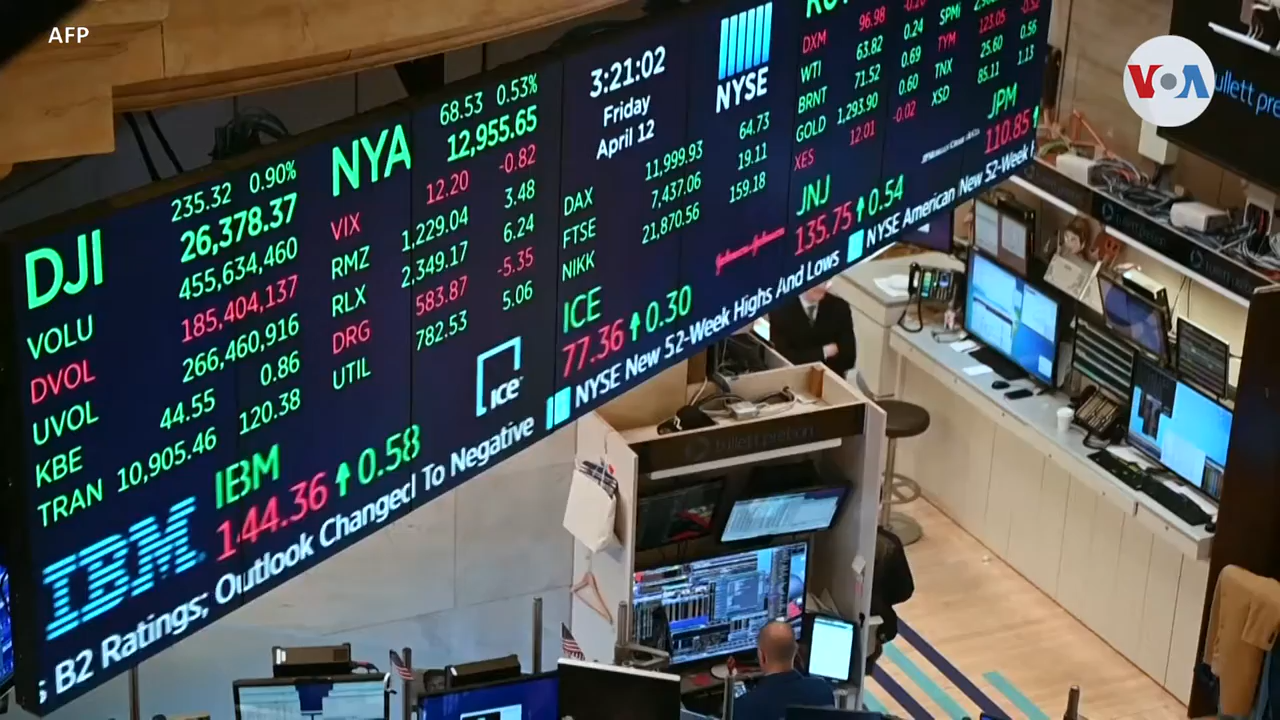 AFP
VOA
DJI
235.32 0.90%
26,378.37
455,634,460
VOLU
185,404,137
DVOL
266,460,916
UVOL
0.86
KBE 44.55
120.38
TRAN 10,905.46
NYA
68.53 0.53%
12,955.65
VIX 12.20 -0.82
RMZ 1,229.04 3.48
RLX 2,349.17 6.24
DRG 583.87 -5.35
UTIL 782.53 5.06
3:21:02
Friday
April 12
NYSE
DAX 11,999.93 64.73
FTSE 7,437.06 19.11
NIKK 21,870.56 159.18
DXM 96.98
WTI 63.82 0.24
BRNT 71.52 0.69
GOLD 1,293.90 0.60
XES 12.01 -0.02
SPMI
TYM 123.05
TNX 25.60 0.56
XSD 85.11 1.13
JPM
110.85
JNJ
135.75 0.54
ICE
77.36 0.30
ice
IBM
144.36 0.58
IBM
B2 Ratings; Outlook Changed To Negative
NYSE New 52-Week Highs And Lows
NYSE American New 52-Week
tullett prebon